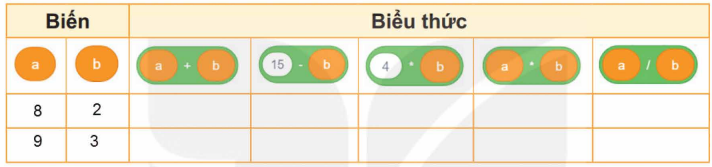 Biến Biểu thức
a b a + b 15 - b 4 * b a * b a / b
8 2
9 3